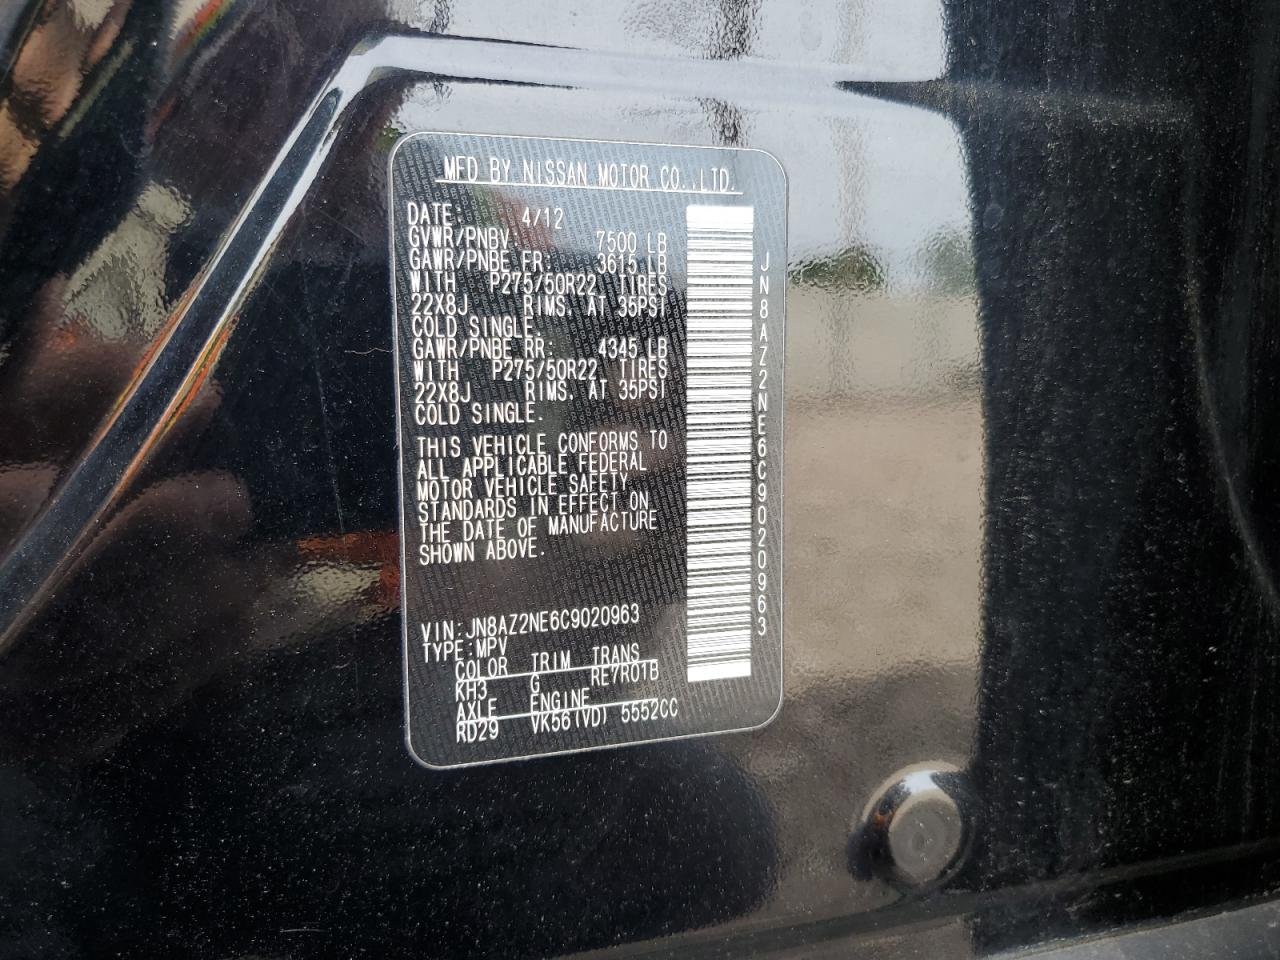 MFD BY NISSAN MOTOR CO.,LTD.
DATE: 4/12
GVWR/PNBV 7500 LB
GAWR/PNBE FR: 3615 LB
WITH P275/50R22 TIRES
22X8J RIMS. AT 35PSI
COLD SINGLE.
GAWR/PNBE RR: 4345 LB
WITH P275/50R22 TIRES
22X8J RIMS. AT 35PSI
COLD SINGLE.
THIS VEHICLE CONFORMS TO
ALL APPLICABLE FEDERAL
MOTOR VEHICLE SAFETY
STANDARDS IN EFFECT ON
THE DATE OF MANUFACTURE
SHOWN ABOVE.
VIN:JN8AZ2NE6C9020963
TYPE:MPV
COLOR TRIM TRANS
KH3 G RE7R01B
AXLE ENGINE
RD29 VK56(VD) 5552CC
JN8AZ2NE6C9020963